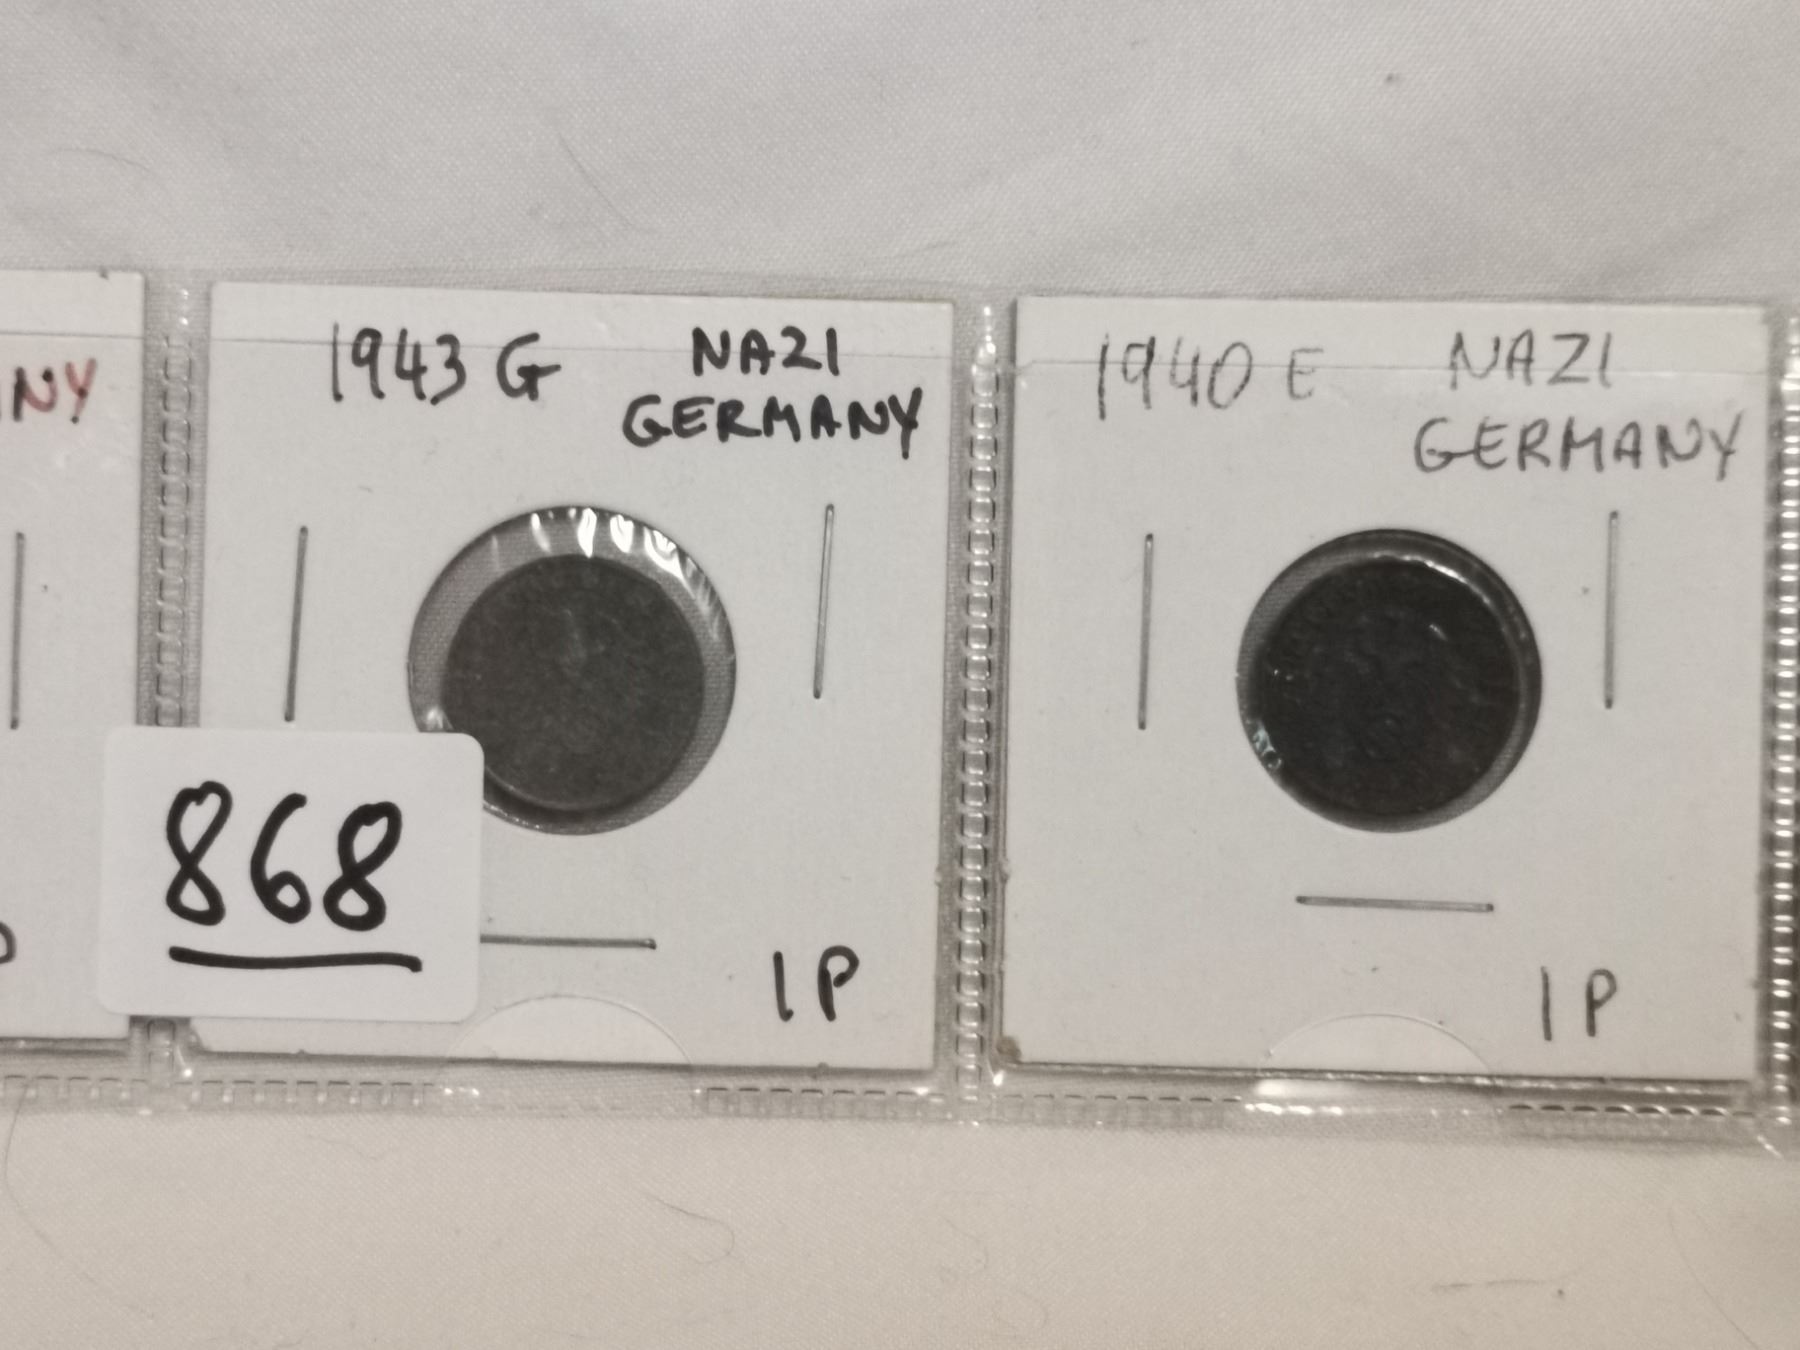 NY
1943 G NAZI
GERMANY
868
1P
1940 E NAZI
GERMANY
1P